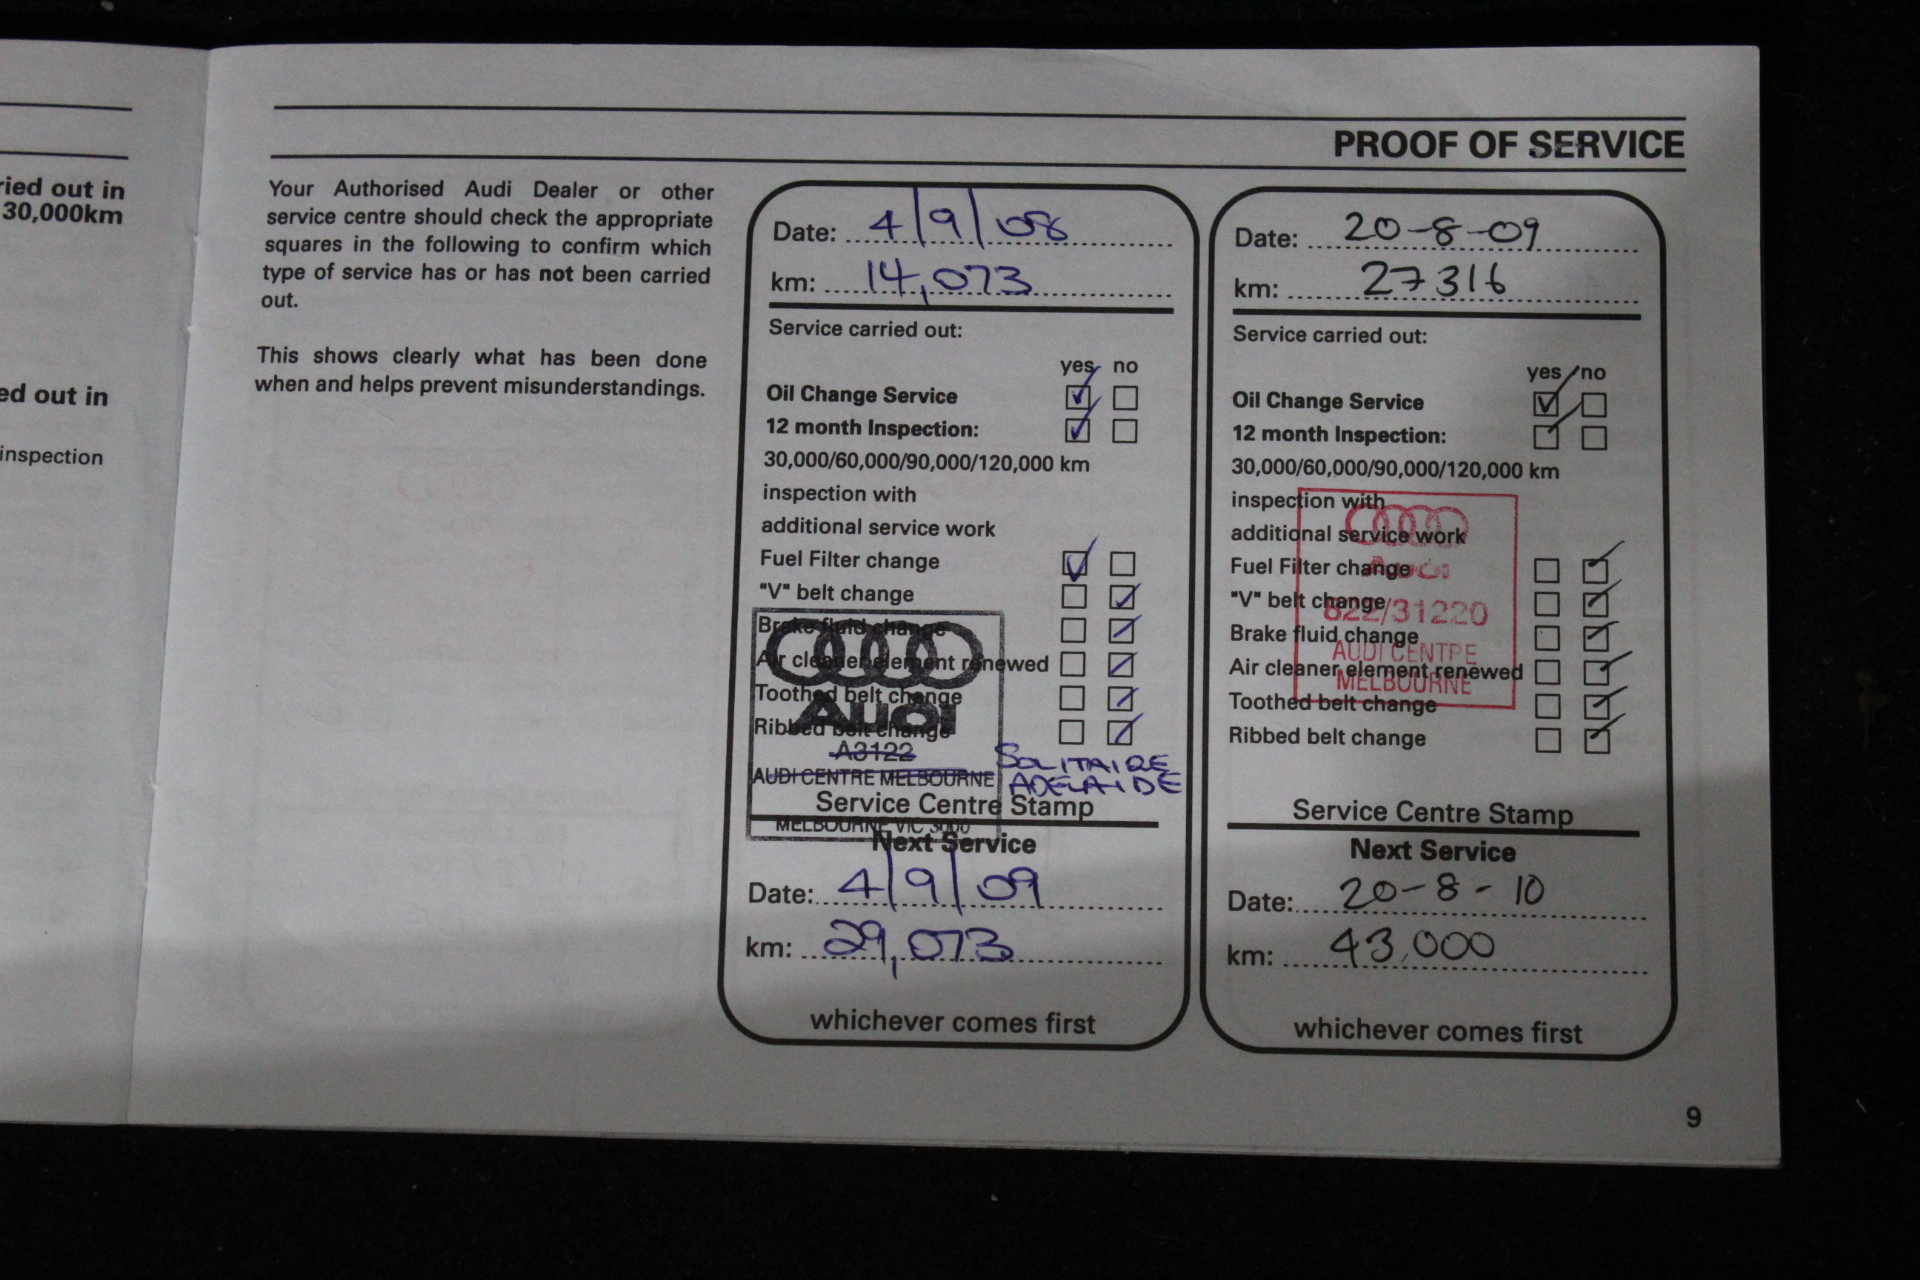 ried out in
30,000km
ed out in
inspection
PROOF OF SERVICE
Your Authorised Audi Dealer or other
service centre should check the appropriate
squares in the following to confirm which
type of service has or has not been carried
out.
This shows clearly what has been done
when and helps prevent misunderstandings.
Date: 4/9/08
km: 14,073
Service carried out:
yes no
Oil Change Service
12 month Inspection:
30,000/60,000/90,000/120,000 km
inspection with
additional service work
Fuel Filter change
"V" belt change
Brake fluid change
Air cleaner element renewed
Toothed belt change
Ribbed belt change
Audi
A3122
AUDI CENTRE MELBOURNE
SOLITAIRE
ADELAIDE
Service Centre Stamp
MELBOURNE VIC 3000
Next Service
Date: 4/9/09
km: 29,073
whichever comes first
Date: 20-8-09
km: 27316
Service carried out:
yes no
Oil Change Service
12 month Inspection:
30,000/60,000/90,000/120,000 km
inspection with
additional service work
Fuel Filter change
Audi
"V" belt change
822/31220
Brake fluid change
AUDI CENTRE
Air cleaner element renewed
MELBOURNE
Toothed belt change
Ribbed belt change
Service Centre Stamp
Next Service
Date: 20-8-10
km: 43,000
whichever comes first
9